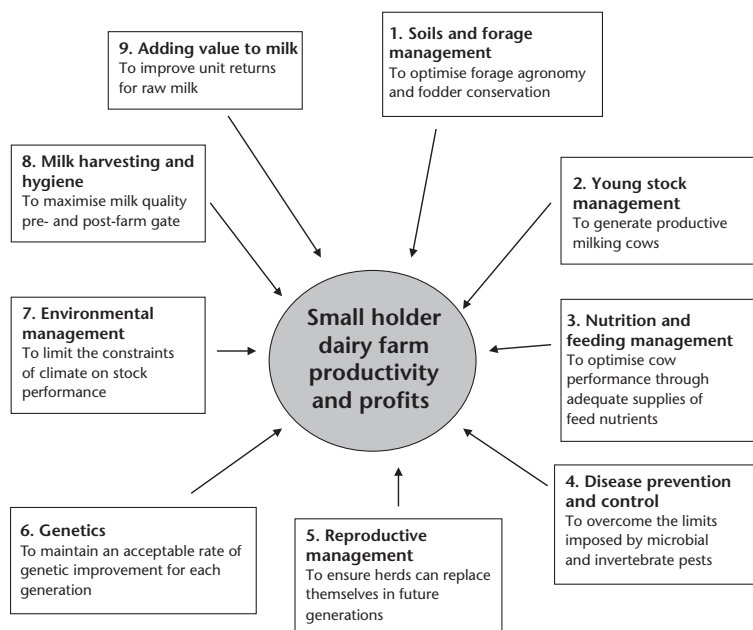 9. Adding value to milk
To improve unit returns
for raw milk
1. Soils and forage
management
To optimise forage agronomy
and fodder conservation
8. Milk harvesting and
hygiene
To maximise milk quality
pre- and post-farm gate
2. Young stock
management
To generate productive
milking cows
Small holder
dairy farm
productivity
and profits
7. Environmental
management
To limit the constraints
of climate on stock
performance
3. Nutrition and
feeding management
To optimise cow
performance through
adequate supplies of
feed nutrients
4. Disease prevention
and control
To overcome the limits
imposed by microbial
and invertebrate pests
6. Genetics
To maintain an acceptable rate of
genetic improvement for each
generation
5. Reproductive
management
To ensure herds can replace
themselves in future
generations